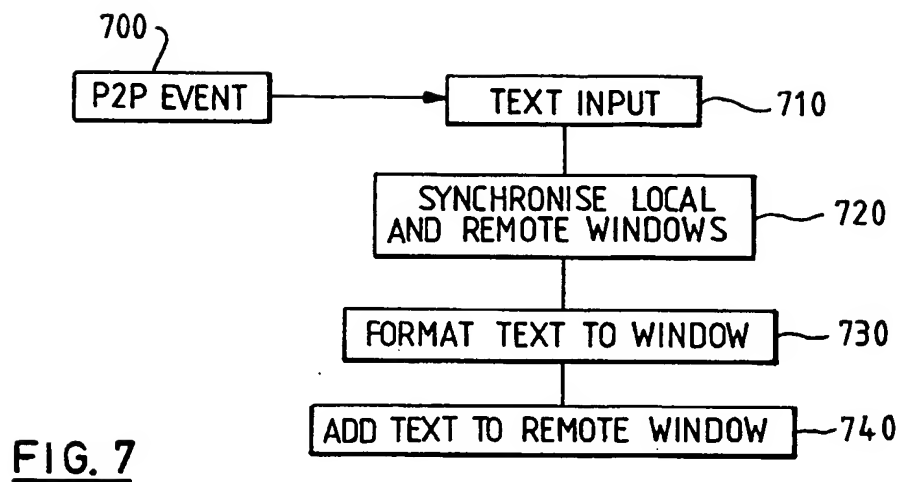 700
P2P EVENT
TEXT INPUT
710
SYNCHRONISE LOCAL
AND REMOTE WINDOWS
720
FORMAT TEXT TO WINDOW
730
ADD TEXT TO REMOTE WINDOW
740
FIG. 7